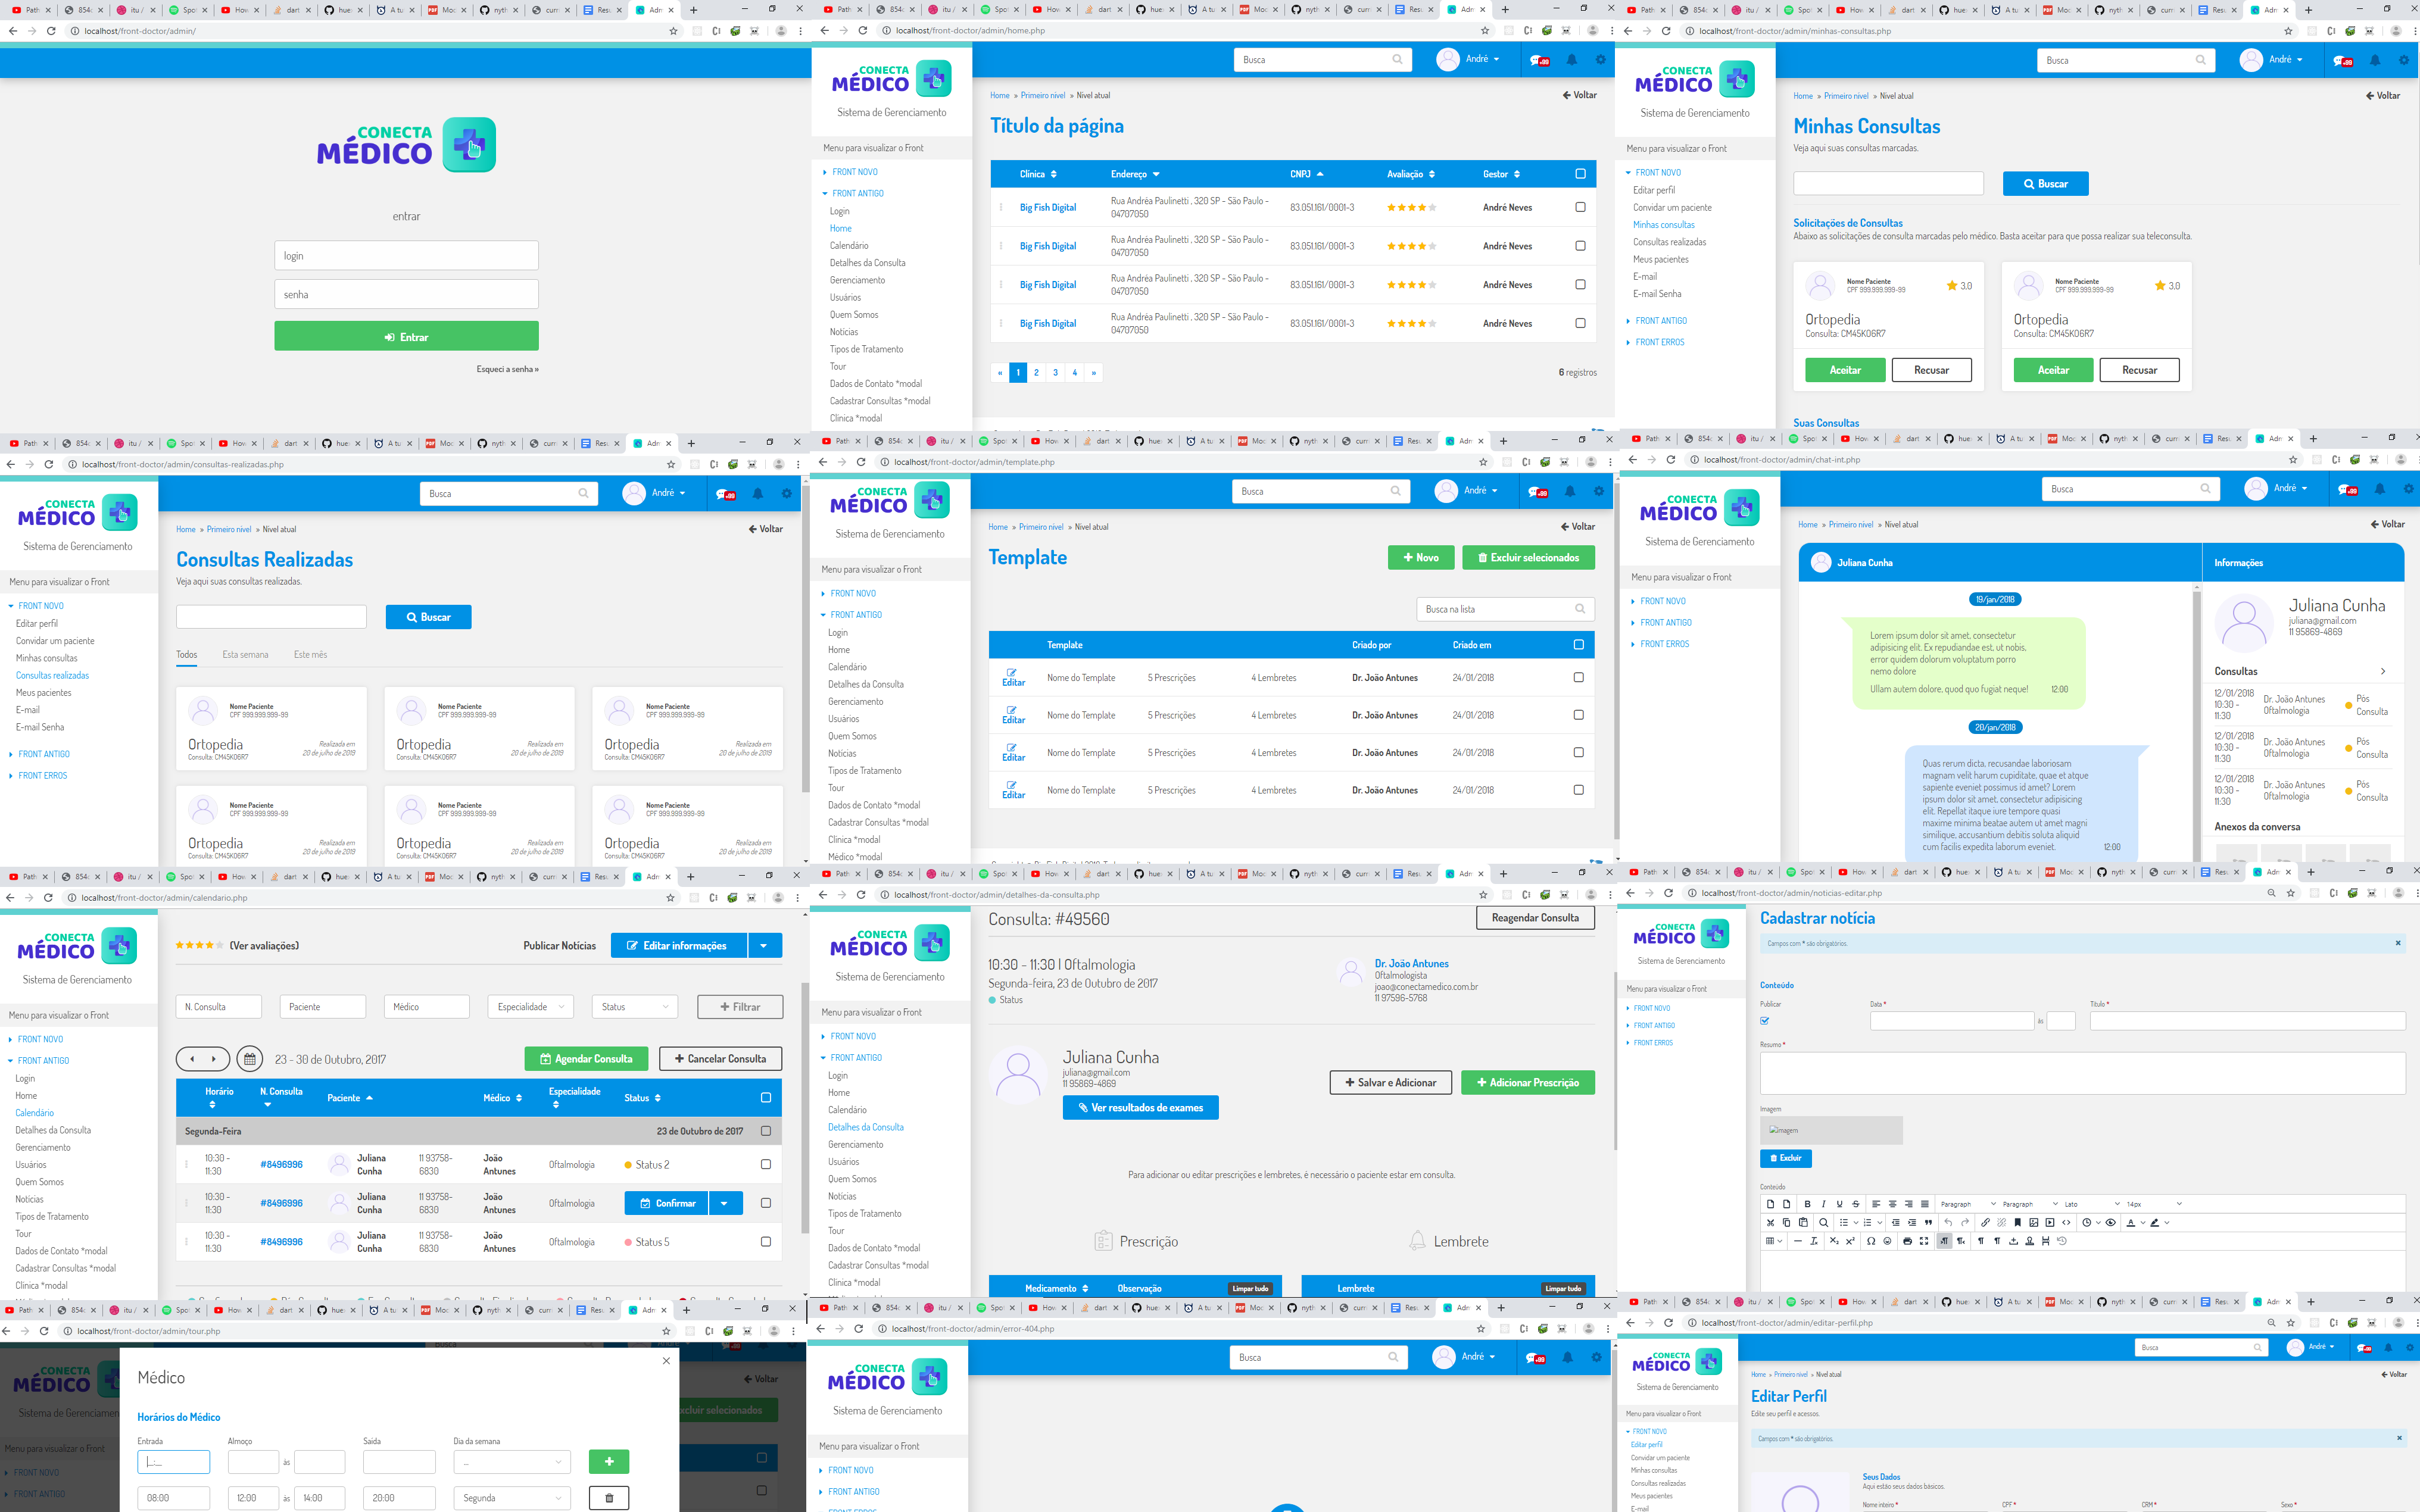 localhost/front-doctor/admin/
CONECTA
MÉDICO
entrar
login
senha
Entrar
Esqueci a senha »
localhost/front-doctor/admin/home.php
CONECTA
MÉDICO
Sistema de Gerenciamento
Menu para visualizar o Front
FRONT NOVO
FRONT ANTIGO
Login
Home
Calendário
Detalhes da Consulta
Gerenciamento
Usuários
Quem Somos
Notícias
Tipos de Tratamento
Tour
Dados de Contato *modal
Cadastrar Consultas *modal
Clínica *modal
Busca
André
+99
Home » Primeiro nível » Nível atual
Voltar
Título da página
Clínica Endereço CNPJ Avaliação Gestor
Big Fish Digital Rua Andréa Paulinetti , 320 SP - São Paulo - 04707050 83.051.161/0001-3 André Neves
Big Fish Digital Rua Andréa Paulinetti , 320 SP - São Paulo - 04707050 83.051.161/0001-3 André Neves
Big Fish Digital Rua Andréa Paulinetti , 320 SP - São Paulo - 04707050 83.051.161/0001-3 André Neves
Big Fish Digital Rua Andréa Paulinetti , 320 SP - São Paulo - 04707050 83.051.161/0001-3 André Neves
« 1 2 3 4 »
6 registros
localhost/front-doctor/admin/minhas-consultas.php
CONECTA
MÉDICO
Sistema de Gerenciamento
Menu para visualizar o Front
FRONT NOVO
Editar perfil
Convidar um paciente
Minhas consultas
Consultas realizadas
Meus pacientes
E-mail
E-mail Senha
FRONT ANTIGO
FRONT ERROS
Busca
André
+99
Home » Primeiro nível » Nível atual
Voltar
Minhas Consultas
Veja aqui suas consultas marcadas.
Buscar
Solicitações de Consultas
Abaixo as solicitações de consulta marcadas pelo médico. Basta aceitar para que possa realizar sua teleconsulta.
Nome Paciente
CPF 999.999.999-99
3.0
Ortopedia
Consulta: CM45K06R7
Aceitar Recusar
Nome Paciente
CPF 999.999.999-99
3.0
Ortopedia
Consulta: CM45K06R7
Aceitar Recusar
Suas Consultas
localhost/front-doctor/admin/consultas-realizadas.php
CONECTA
MÉDICO
Sistema de Gerenciamento
Menu para visualizar o Front
FRONT NOVO
Editar perfil
Convidar um paciente
Minhas consultas
Consultas realizadas
Meus pacientes
E-mail
E-mail Senha
FRONT ANTIGO
FRONT ERROS
Busca
André
+99
Home » Primeiro nível » Nível atual
Voltar
Consultas Realizadas
Veja aqui suas consultas realizadas.
Buscar
Todos Esta semana Este mês
Nome Paciente
CPF 999.999.999-99
Ortopedia
Consulta: CM45K06R7
Realizada em
20 de julho de 2019
Nome Paciente
CPF 999.999.999-99
Ortopedia
Consulta: CM45K06R7
Realizada em
20 de julho de 2019
Nome Paciente
CPF 999.999.999-99
Ortopedia
Consulta: CM45K06R7
Realizada em
20 de julho de 2019
Nome Paciente
CPF 999.999.999-99
Ortopedia
Consulta: CM45K06R7
Realizada em
20 de julho de 2019
Nome Paciente
CPF 999.999.999-99
Ortopedia
Consulta: CM45K06R7
Realizada em
20 de julho de 2019
Nome Paciente
CPF 999.999.999-99
Ortopedia
Consulta: CM45K06R7
Realizada em
20 de julho de 2019
localhost/front-doctor/admin/template.php
CONECTA
MÉDICO
Sistema de Gerenciamento
Menu para visualizar o Front
FRONT NOVO
FRONT ANTIGO
Login
Home
Calendário
Detalhes da Consulta
Gerenciamento
Usuários
Quem Somos
Notícias
Tipos de Tratamento
Tour
Dados de Contato *modal
Cadastrar Consultas *modal
Clínica *modal
Médico *modal
Busca
André
+99
Home » Primeiro nível » Nível atual
Voltar
Template
Novo
Excluir selecionados
Busca na lista
Template Criado por Criado em
Editar Nome do Template 5 Prescrições 4 Lembretes Dr. João Antunes 24/01/2018
Editar Nome do Template 5 Prescrições 4 Lembretes Dr. João Antunes 24/01/2018
Editar Nome do Template 5 Prescrições 4 Lembretes Dr. João Antunes 24/01/2018
Editar Nome do Template 5 Prescrições 4 Lembretes Dr. João Antunes 24/01/2018
localhost/front-doctor/admin/chat-int.php
CONECTA
MÉDICO
Sistema de Gerenciamento
Menu para visualizar o Front
FRONT NOVO
FRONT ANTIGO
FRONT ERROS
Busca
André
+99
Home » Primeiro nível » Nível atual
Voltar
Juliana Cunha
19/jan/2018
Lorem ipsum dolor sit amet, consectetur
adipisicing elit. Ex repudiandae est, ut nobis,
error quidem dolorum voluptatum porro
nemo dolore
Ullam autem dolore, quod quo fugiat neque! 12:00
20/jan/2018
Quas rerum dicta, recusandae laboriosam
magnam velit harum cupiditate, quae et atque
sapiente eveniet possimus id amet? Lorem
ipsum dolor sit amet, consectetur adipisicing
elit. Repellat itaque iure tempore quasi
maxime minima beatae autem ut amet magni
similique, accusantium debitis soluta aliquid
cum facilis expedita laborum eveniet. 12:00
Informações
Juliana Cunha
juliana@gmail.com
11 95869-4869
Consultas
12/01/2018 10:30 - 11:30 Dr. João Antunes Oftalmologia Pós Consulta
12/01/2018 10:30 - 11:30 Dr. João Antunes Oftalmologia Pós Consulta
12/01/2018 10:30 - 11:30 Dr. João Antunes Oftalmologia Pós Consulta
Anexos da conversa
localhost/front-doctor/admin/calendario.php
CONECTA
MÉDICO
Sistema de Gerenciamento
Menu para visualizar o Front
FRONT NOVO
FRONT ANTIGO
Login
Home
Calendário
Detalhes da Consulta
Gerenciamento
Usuários
Quem Somos
Notícias
Tipos de Tratamento
Tour
Dados de Contato *modal
Cadastrar Consultas *modal
Clínica *modal
(Ver avaliações)
Publicar Notícias
Editar informações
N. Consulta Paciente Médico Especialidade Status Filtrar
23 - 30 de Outubro, 2017
Agendar Consulta
Cancelar Consulta
Horário N. Consulta Paciente Médico Especialidade Status
Segunda-Feira 23 de Outubro de 2017
10:30 - 11:30 #8496996 Juliana Cunha 11 93758-6830 João Antunes Oftalmologia Status 2
10:30 - 11:30 #8496996 Juliana Cunha 11 93758-6830 João Antunes Oftalmologia Confirmar
10:30 - 11:30 #8496996 Juliana Cunha 11 93758-6830 João Antunes Oftalmologia Status 5
localhost/front-doctor/admin/detalhes-da-consulta.php
CONECTA
MÉDICO
Sistema de Gerenciamento
Menu para visualizar o Front
FRONT NOVO
FRONT ANTIGO
Login
Home
Calendário
Detalhes da Consulta
Gerenciamento
Usuários
Quem Somos
Notícias
Tipos de Tratamento
Tour
Dados de Contato *modal
Cadastrar Consultas *modal
Clínica *modal
Consulta: #49560
Reagendar Consulta
10:30 - 11:30 | Oftalmologia
Segunda-feira, 23 de Outubro de 2017
Status
Dr. João Antunes
Oftalmologista
joao@conectamedico.com.br
11 97596-5768
Juliana Cunha
juliana@gmail.com
11 95869-4869
Ver resultados de exames
Salvar e Adicionar
Adicionar Prescrição
Para adicionar ou editar prescrições e lembretes, é necessário o paciente estar em consulta.
Prescrição
Lembrete
Medicamento Observação Limpar tudo
Lembrete Limpar tudo
localhost/front-doctor/admin/noticias-editar.php
CONECTA
MÉDICO
Sistema de Gerenciamento
Menu para visualizar o Front
FRONT NOVO
FRONT ANTIGO
FRONT ERROS
Cadastrar notícia
Campos com * são obrigatórios.
Conteúdo
Publicar
Data *
às
Título *
Resumo *
Imagem
Imagem
Excluir
Conteúdo
Paragraph Paragraph Lato 14px
localhost/front-doctor/admin/tour.php
Médico
Horários do Médico
Entrada Almoço Saída Dia da semana
às ...
08:00 12:00 às 14:00 20:00 Segunda
Voltar
CONECTA
MÉDICO
Menu para visualizar o Front
FRONT NOVO
FRONT ANTIGO
localhost/front-doctor/admin/error-404.php
CONECTA
MÉDICO
Sistema de Gerenciamento
Menu para visualizar o Front
FRONT NOVO
FRONT ANTIGO
Busca
André
+99
localhost/front-doctor/admin/editar-perfil.php
CONECTA
MÉDICO
Sistema de Gerenciamento
Menu para visualizar o Front
FRONT NOVO
Editar perfil
Convidar um paciente
Minhas consultas
Consultas realizadas
Meus pacientes
E-mail
Busca
André
+99
Home » Primeiro nível » Nível atual
Voltar
Editar Perfil
Edite seu perfil e acessos.
Campos com * são obrigatórios.
Seus Dados
Aqui estão seus dados básicos.
Nome inteiro * CPF * CRM * Sexo *